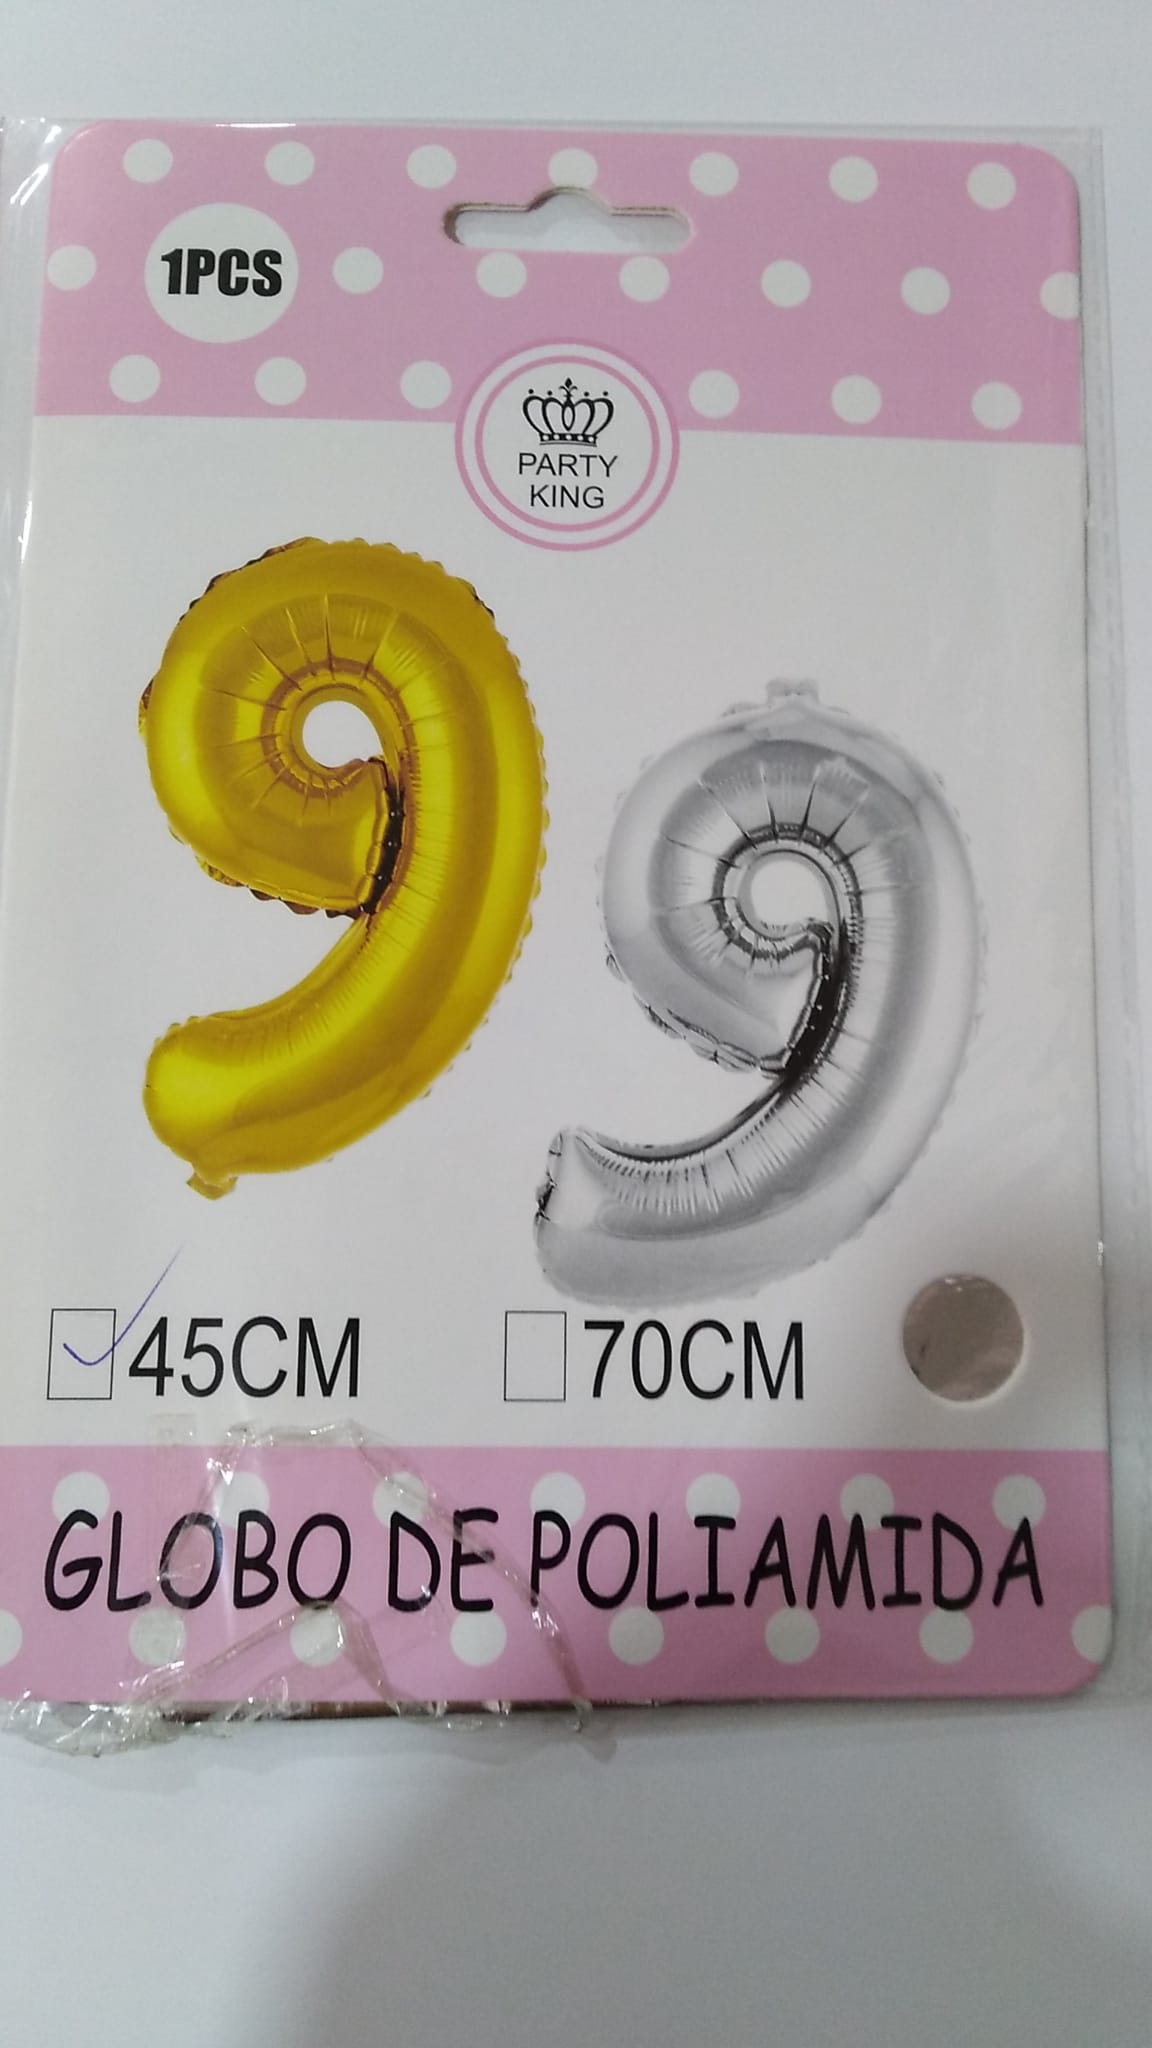 1PCS
PARTY
KING
45CM
70CM
GLOBO DE POLIAMIDA